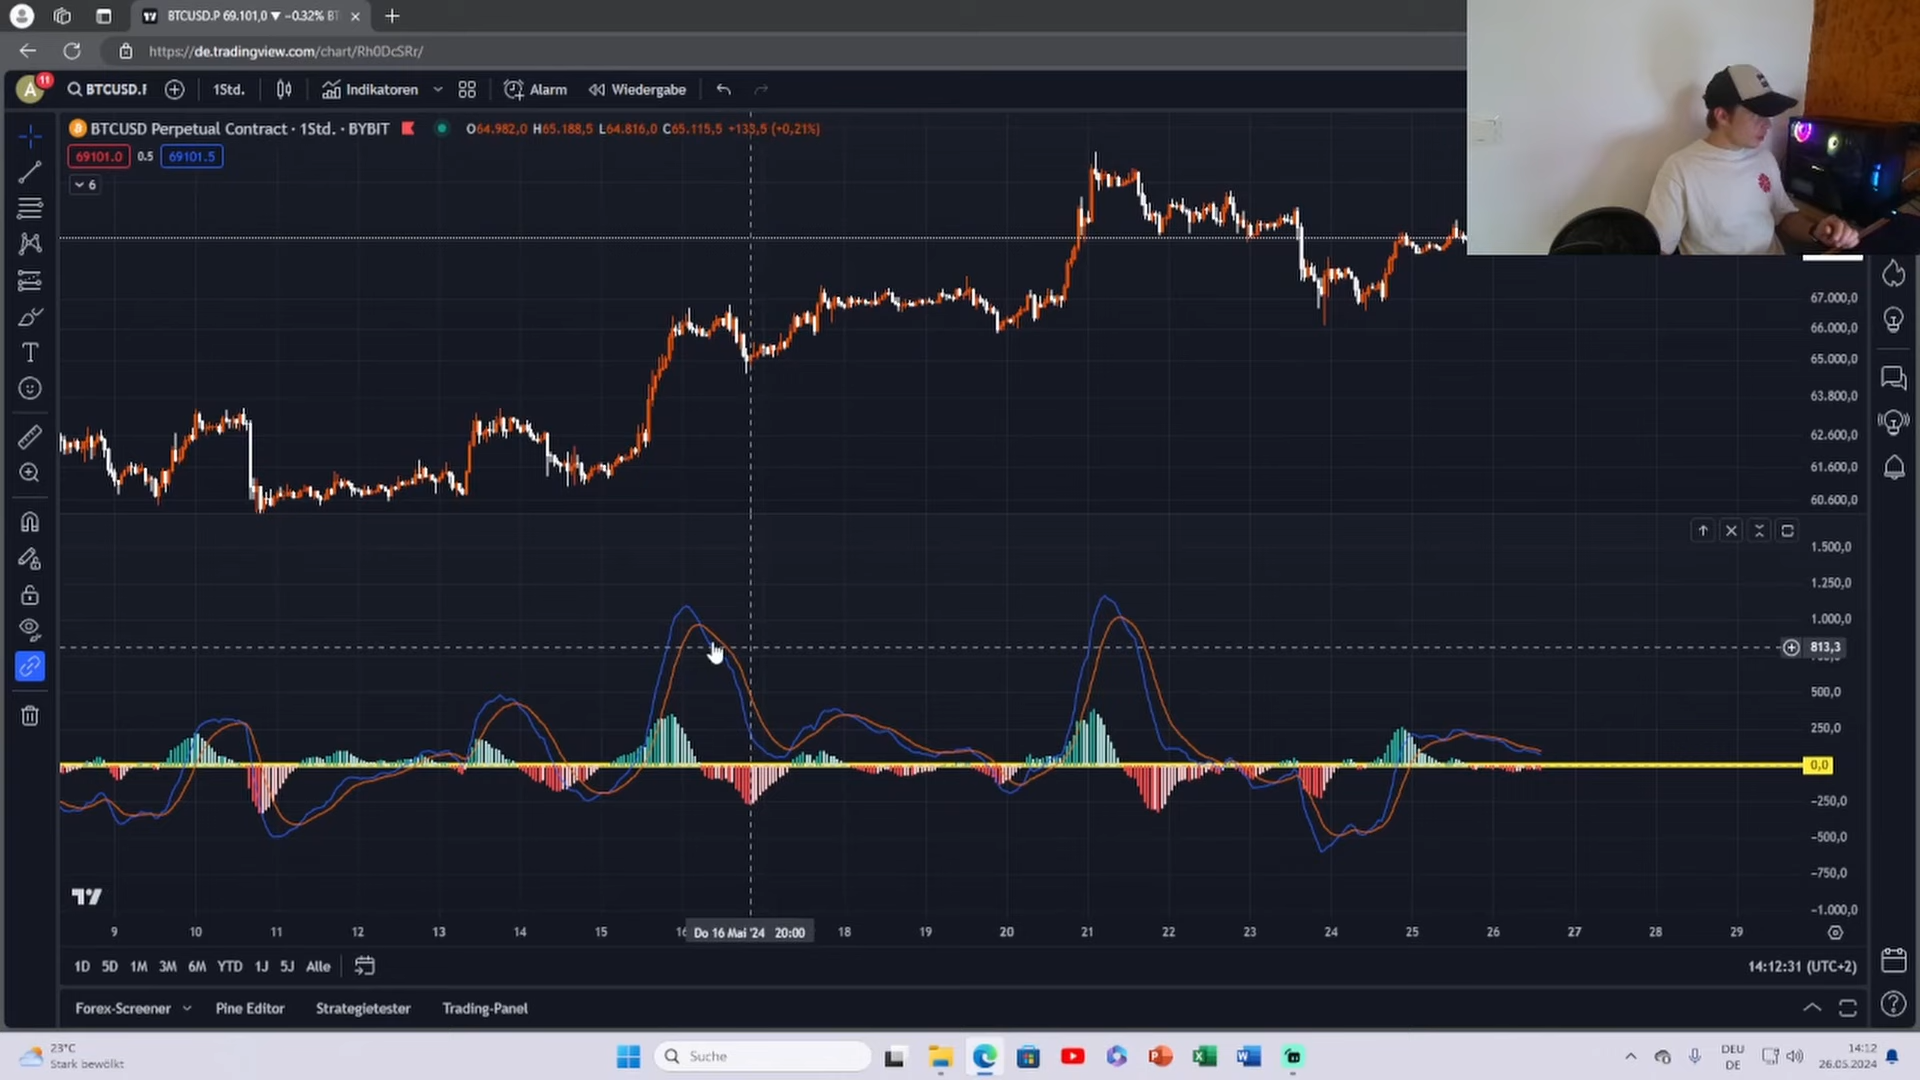 BTCUSD.P 69.101,0 ▼ −0.32% BT
https://de.tradingview.com/chart/Rh0DcSRr/
A 11 BTCUSD.F 1Std. Indikatoren Alarm Wiedergabe
BTCUSD Perpetual Contract · 1Std. · BYBIT O64.982,0 H65.188,5 L64.816,0 C65.115,5 +133,5 (+0,21%)
69101.0 0.5 69101.5
6
67.000,0
66.000,0
65.000,0
63.800,0
62.600,0
61.600,0
60.600,0
1.500,0
1.250,0
1.000,0
813,3
500,0
250,0
0,0
−250,0
−500,0
−750,0
−1.000,0
9 10 11 12 13 14 15 16 Do 16 Mai '24 20:00 18 19 20 21 22 23 24 25 26 27 28 29
1D 5D 1M 3M 6M YTD 1J 5J Alle 14:12:31 (UTC+2)
Forex-Screener Pine Editor Strategietester Trading-Panel
23°C
Stark bewölkt
Suche
DEU
DE
14:12
26.05.2024